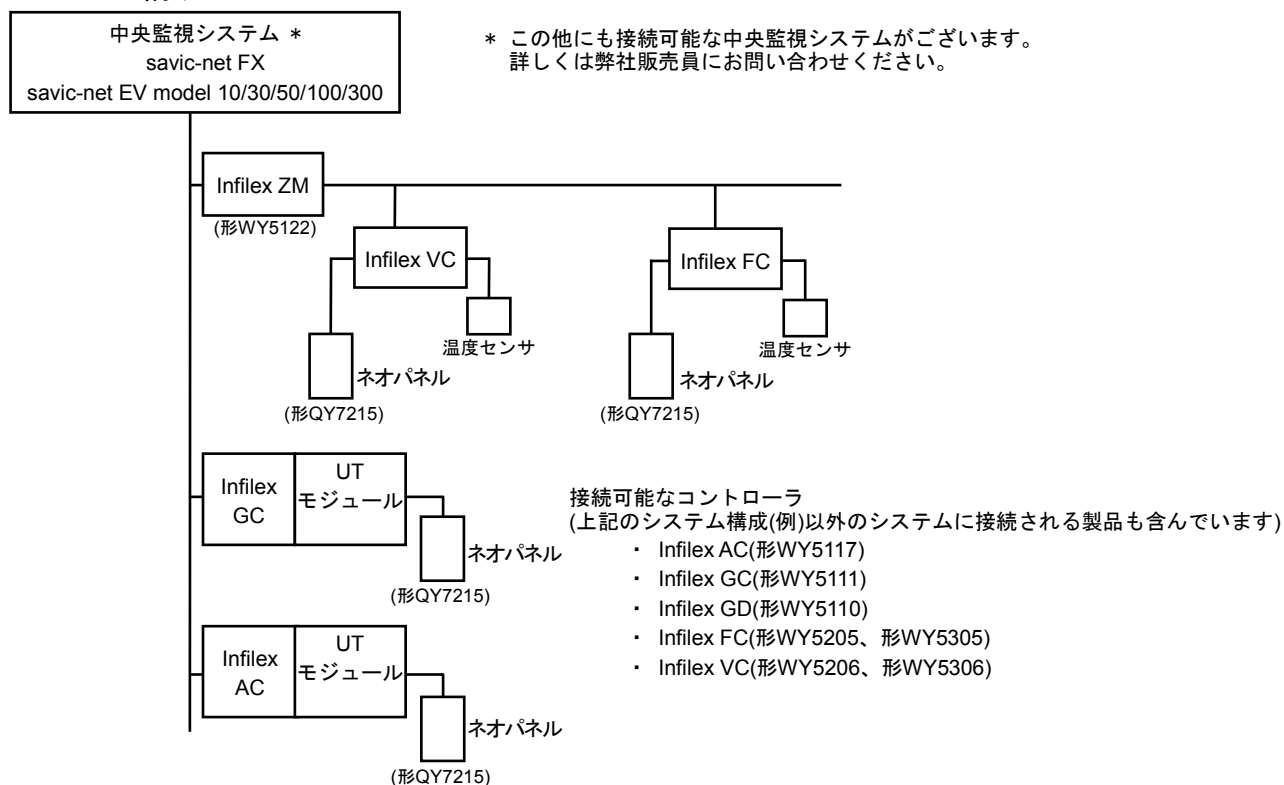 中央監視システム *
savic-net FX
savic-net EV model 10/30/50/100/300
* この他にも接続可能な中央監視システムがございます。
詳しくは弊社販売員にお問い合わせください。
Infilex ZM
(形WY5122)
Infilex VC
Infilex FC
温度センサ
温度センサ
ネオパネル
ネオパネル
(形QY7215)
(形QY7215)
Infilex
GC
UT
モジュール
ネオパネル
(形QY7215)
接続可能なコントローラ
(上記のシステム構成(例)以外のシステムに接続される製品も含んでいます)
・ Infilex AC(形WY5117)
・ Infilex GC(形WY5111)
・ Infilex GD(形WY5110)
・ Infilex FC(形WY5205、形WY5305)
・ Infilex VC(形WY5206、形WY5306)
Infilex
AC
UT
モジュール
ネオパネル
(形QY7215)